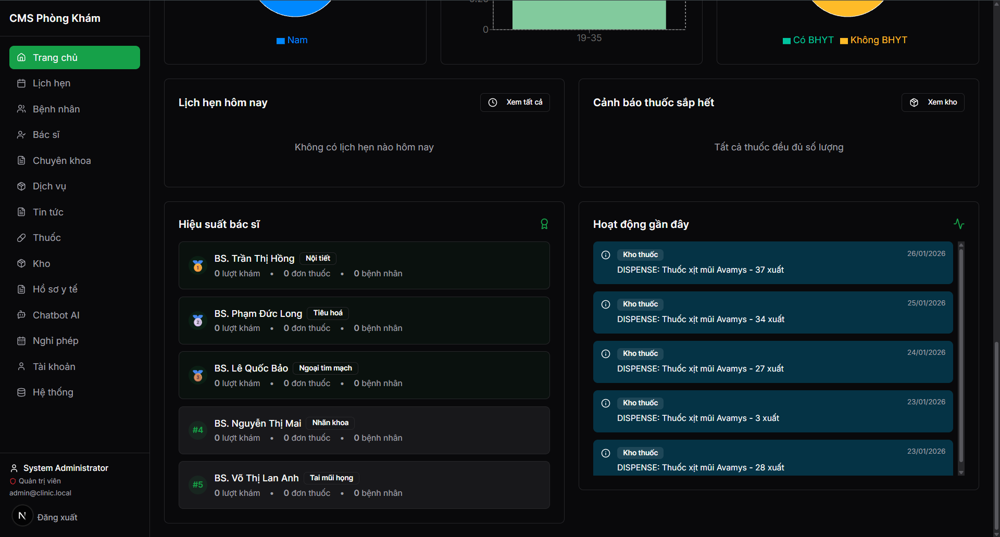 CMS Phòng Khám
Trang chủ
Lịch hẹn
Bệnh nhân
Bác sĩ
Chuyên khoa
Dịch vụ
Tin tức
Thuốc
Kho
Hồ sơ y tế
Chatbot AI
Nghỉ phép
Tài khoản
Hệ thống
System Administrator
Quản trị viên
admin@clinic.local
N
Đăng xuất
Nam
0
19-35
Có BHYT Không BHYT
Lịch hẹn hôm nay
Xem tất cả
Không có lịch hẹn nào hôm nay
Cảnh báo thuốc sắp hết
Xem kho
Tất cả thuốc đều đủ số lượng
Hiệu suất bác sĩ
1
BS. Trần Thị Hồng Nội tiết
0 lượt khám • 0 đơn thuốc • 0 bệnh nhân
2
BS. Phạm Đức Long Tiêu hoá
0 lượt khám • 0 đơn thuốc • 0 bệnh nhân
3
BS. Lê Quốc Bảo Ngoại tim mạch
0 lượt khám • 0 đơn thuốc • 0 bệnh nhân
#4
BS. Nguyễn Thị Mai Nhãn khoa
0 lượt khám • 0 đơn thuốc • 0 bệnh nhân
#5
BS. Võ Thị Lan Anh Tai mũi họng
0 lượt khám • 0 đơn thuốc • 0 bệnh nhân
Hoạt động gần đây
Kho thuốc 26/01/2026
DISPENSE: Thuốc xịt mũi Avamys - 37 xuất
Kho thuốc 25/01/2026
DISPENSE: Thuốc xịt mũi Avamys - 34 xuất
Kho thuốc 24/01/2026
DISPENSE: Thuốc xịt mũi Avamys - 27 xuất
Kho thuốc 23/01/2026
DISPENSE: Thuốc xịt mũi Avamys - 3 xuất
Kho thuốc 23/01/2026
DISPENSE: Thuốc xịt mũi Avamys - 28 xuất